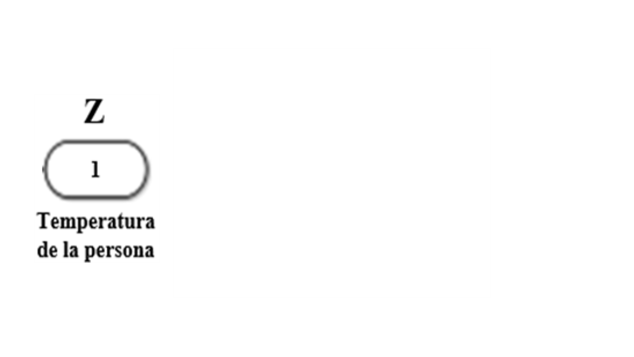 Z
1
Temperatura
de la persona